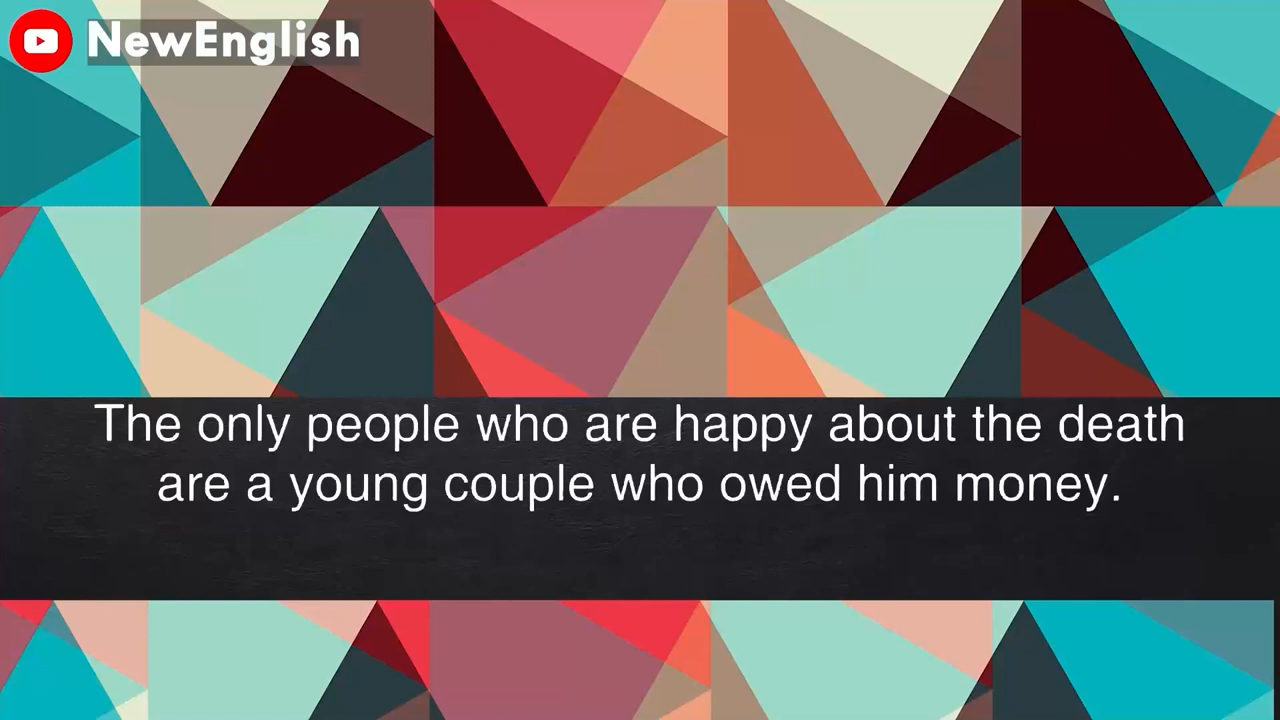 NewEnglish
The only people who are happy about the death
are a young couple who owed him money.